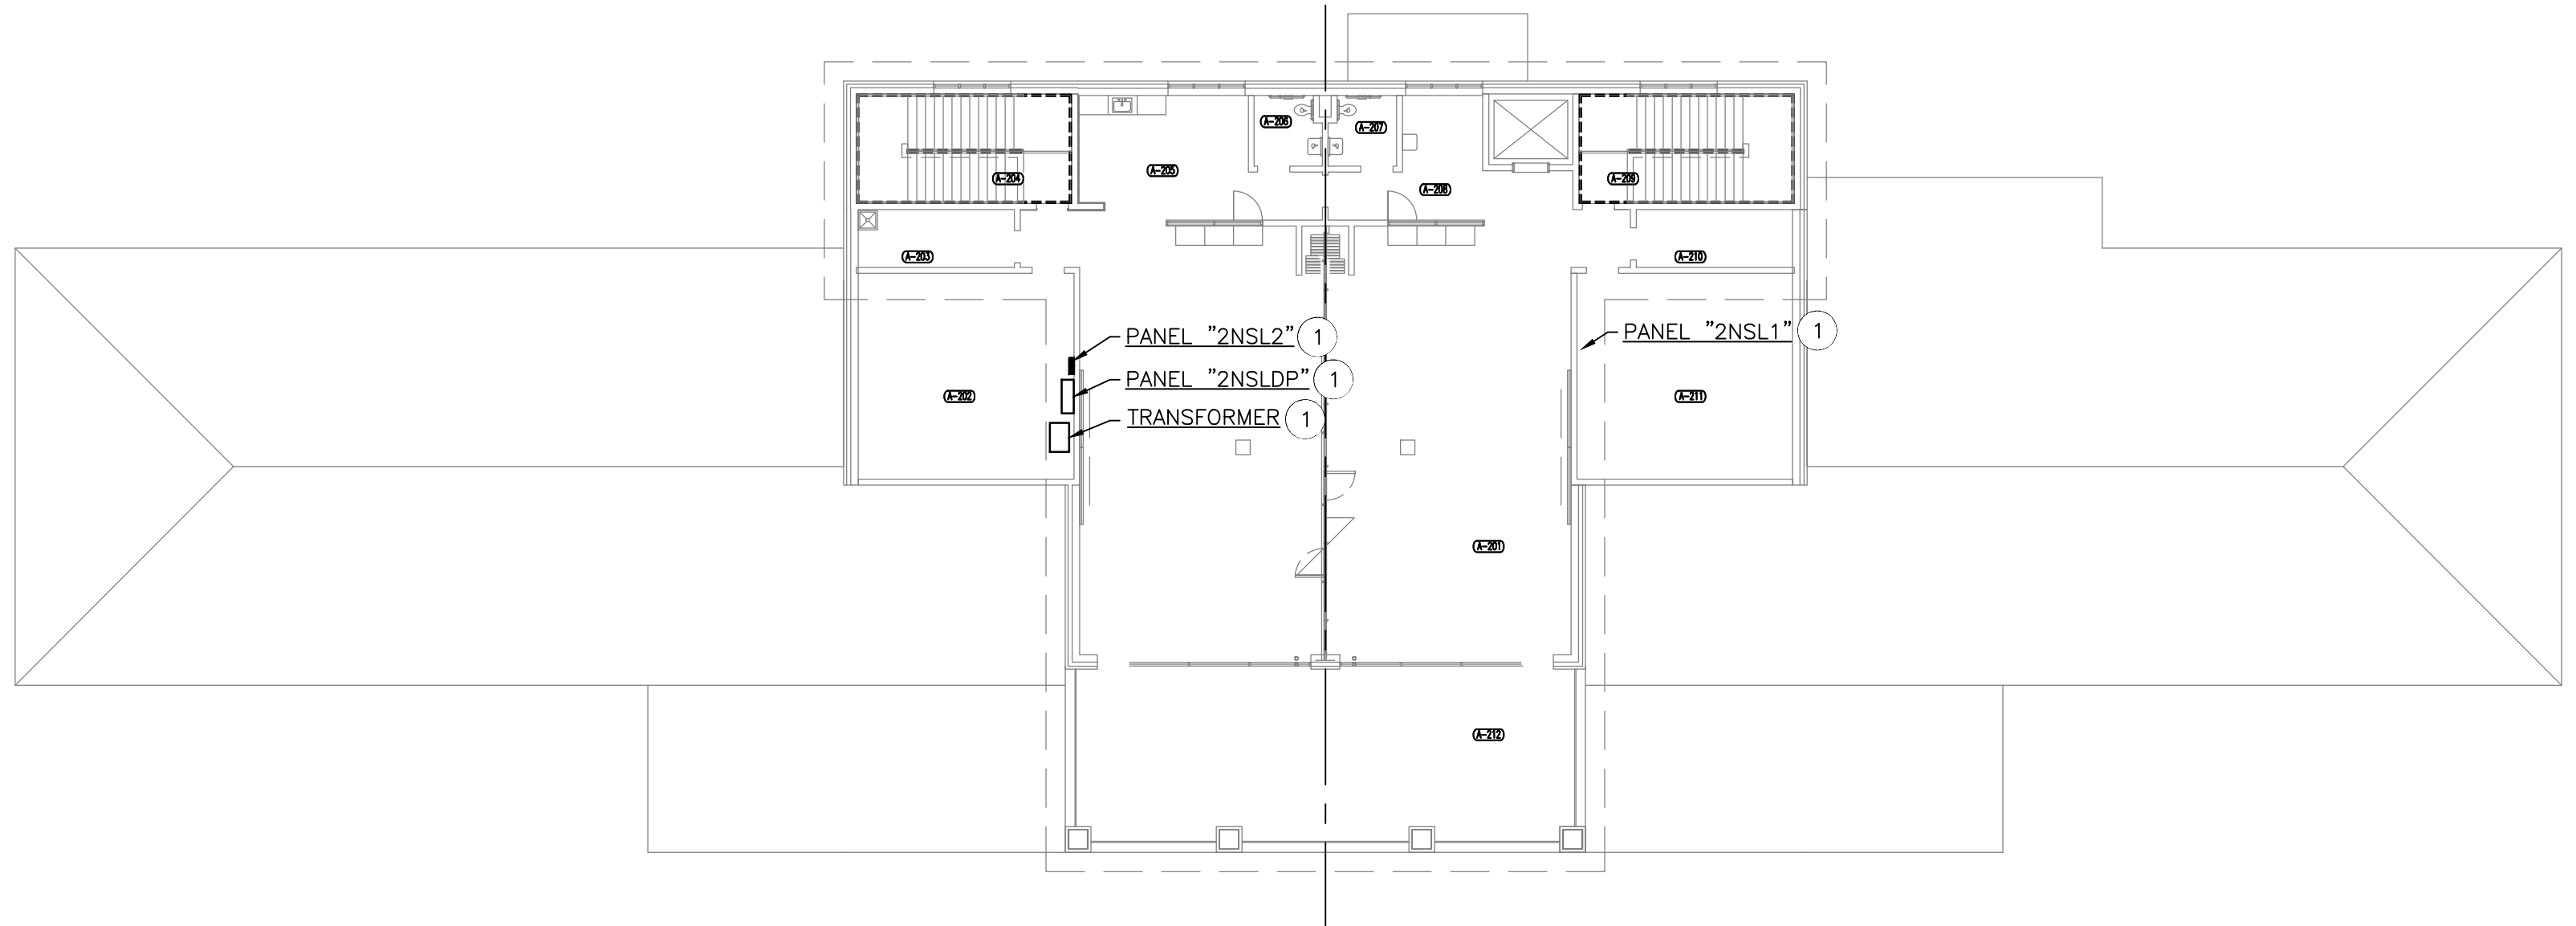 A-206
A-207
A-205
A-204
A-208
A-209
A-203
A-210
PANEL "2NSL2" 1
PANEL "2NSL1" 1
PANEL "2NSLDP" 1
A-202
A-211
TRANSFORMER 1
A-201
A-212